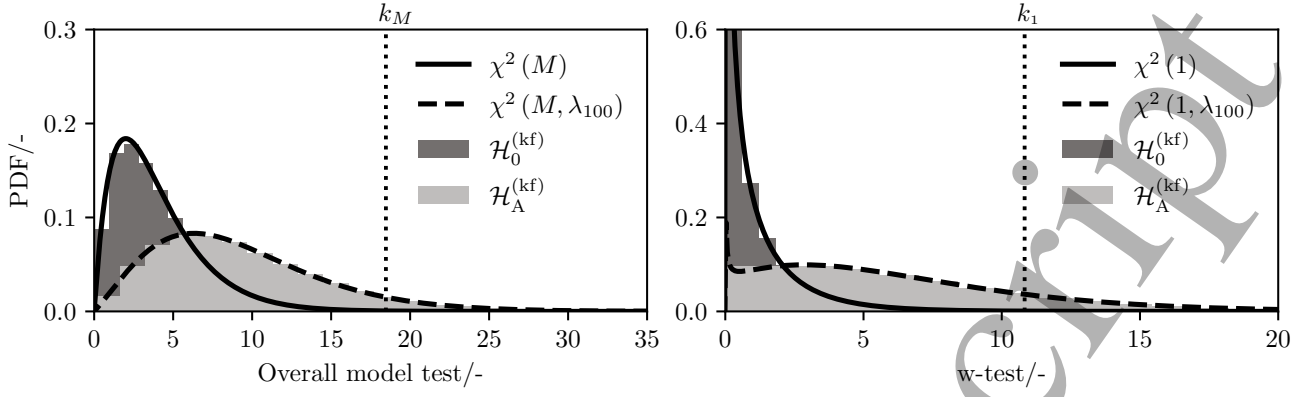 k_M
0.3
0.2
0.1
0.0
PDF/-
χ² (M)
χ² (M, λ₁₀₀)
ℋ₀^(kf)
ℋ_A^(kf)
0 5 10 15 20 25 30 35
Overall model test/-
k₁
0.6
0.4
0.2
0.0
χ² (1)
χ² (1, λ₁₀₀)
ℋ₀^(kf)
ℋ_A^(kf)
0 5 10 15 20
w-test/-
cript